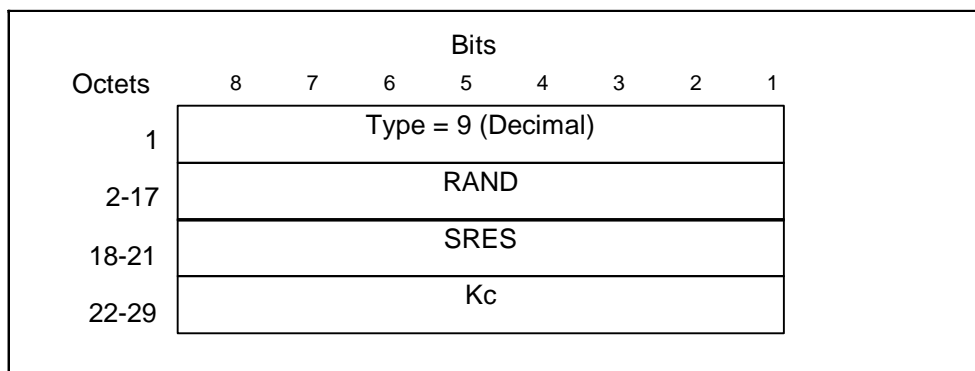 Bits
Octets 8 7 6 5 4 3 2 1
1 Type = 9 (Decimal)
2-17 RAND
18-21 SRES
22-29 Kc